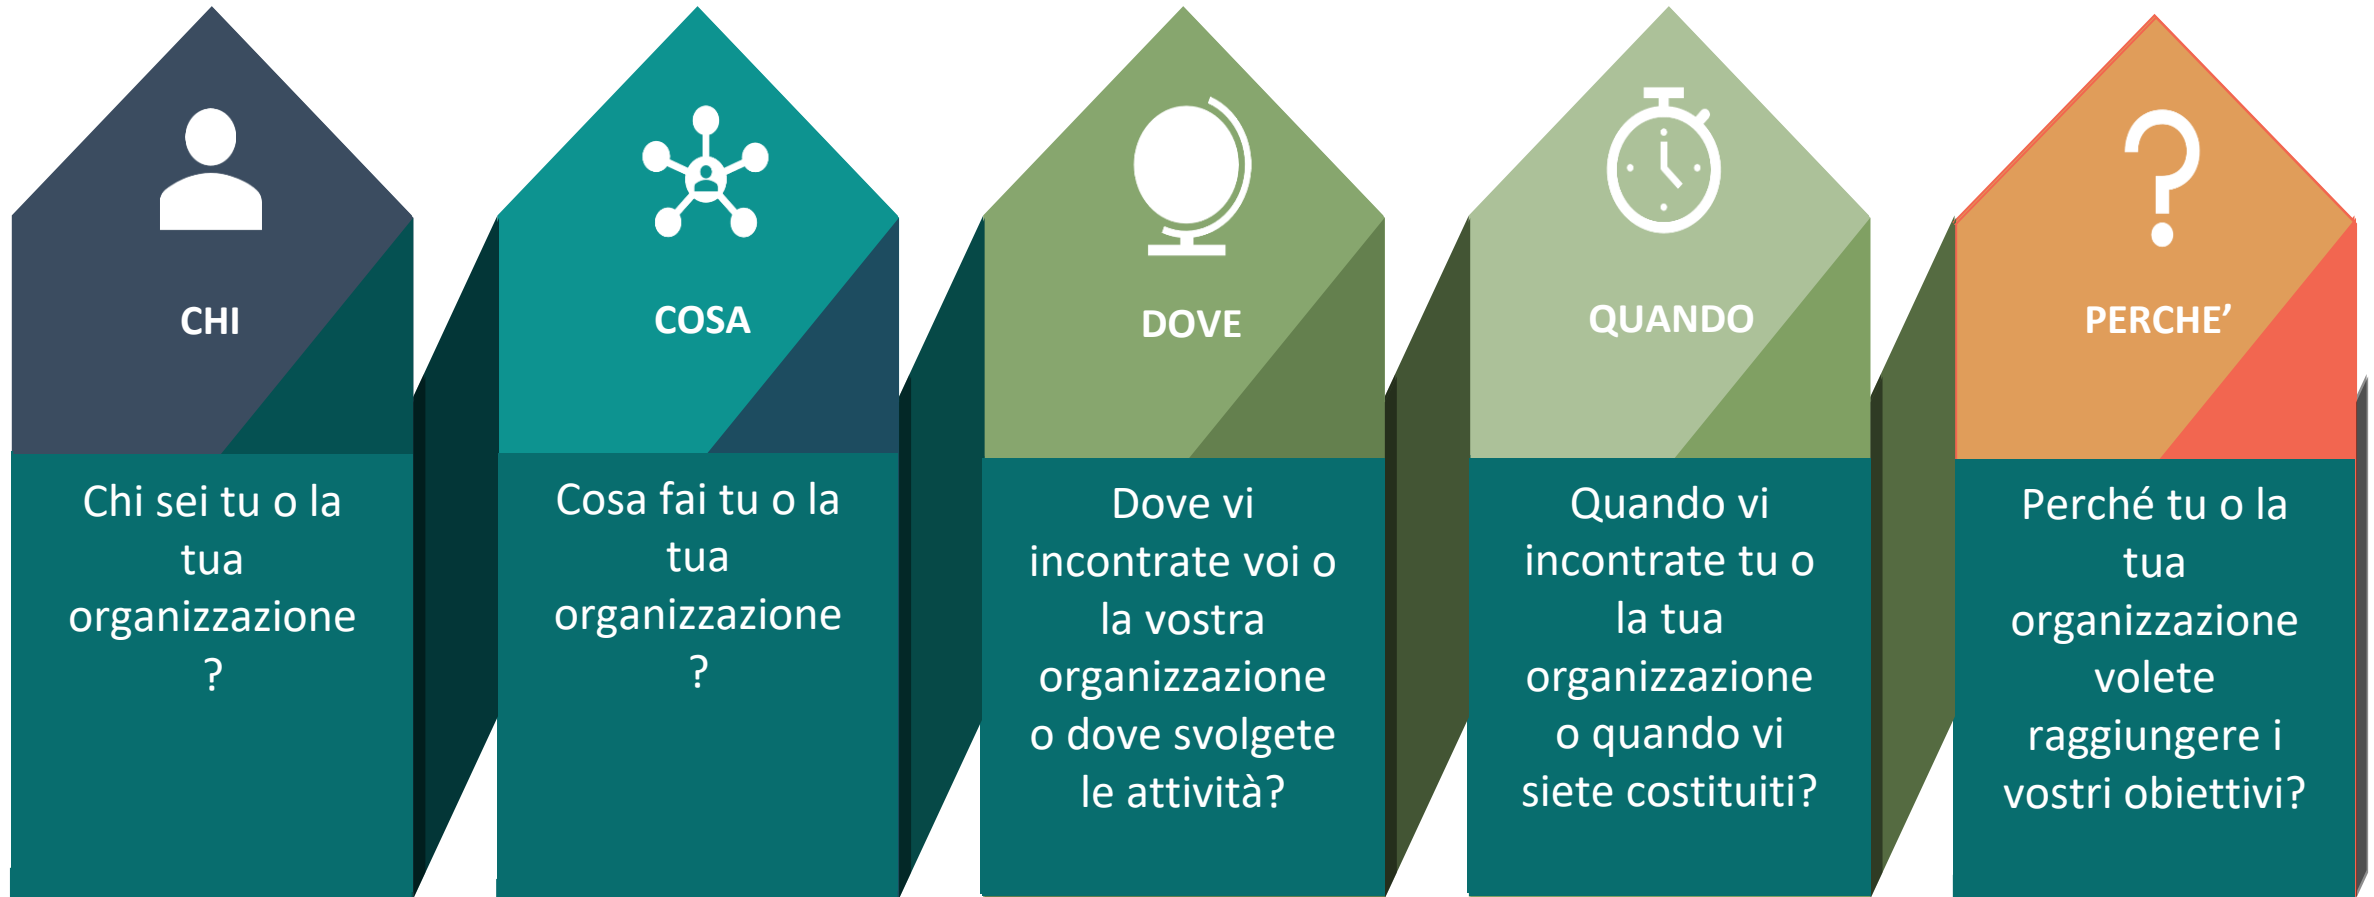 CHI
Chi sei tu o la
tua
organizzazione
?
COSA
Cosa fai tu o la
tua
organizzazione
?
DOVE
Dove vi
incontrate voi o
la vostra
organizzazione
o dove svolgete
le attività?
QUANDO
Quando vi
incontrate tu o
la tua
organizzazione
o quando vi
siete costituiti?
PERCHE’
Perché tu o la
tua
organizzazione
volete
raggiungere i
vostri obiettivi?